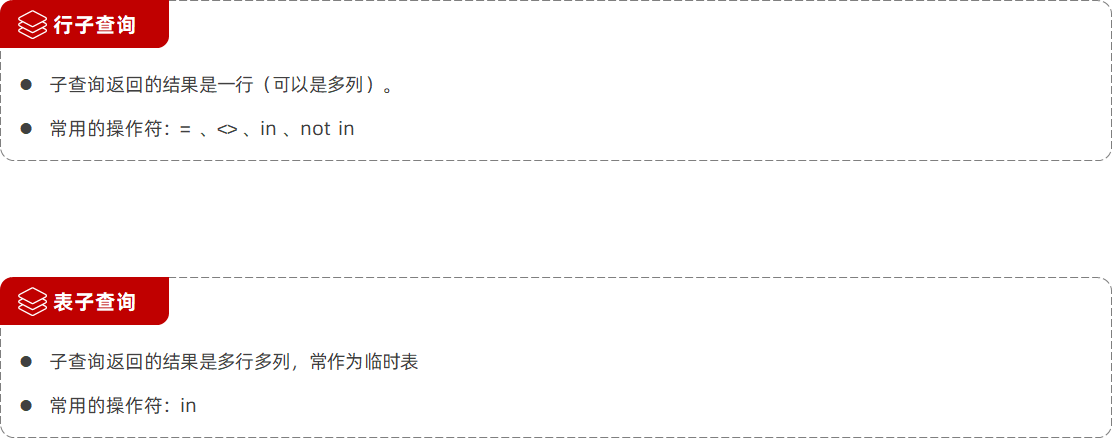 行子查询
● 子查询返回的结果是一行（可以是多列）。
● 常用的操作符：= 、<> 、in 、not in
表子查询
● 子查询返回的结果是多行多列，常作为临时表
● 常用的操作符：in